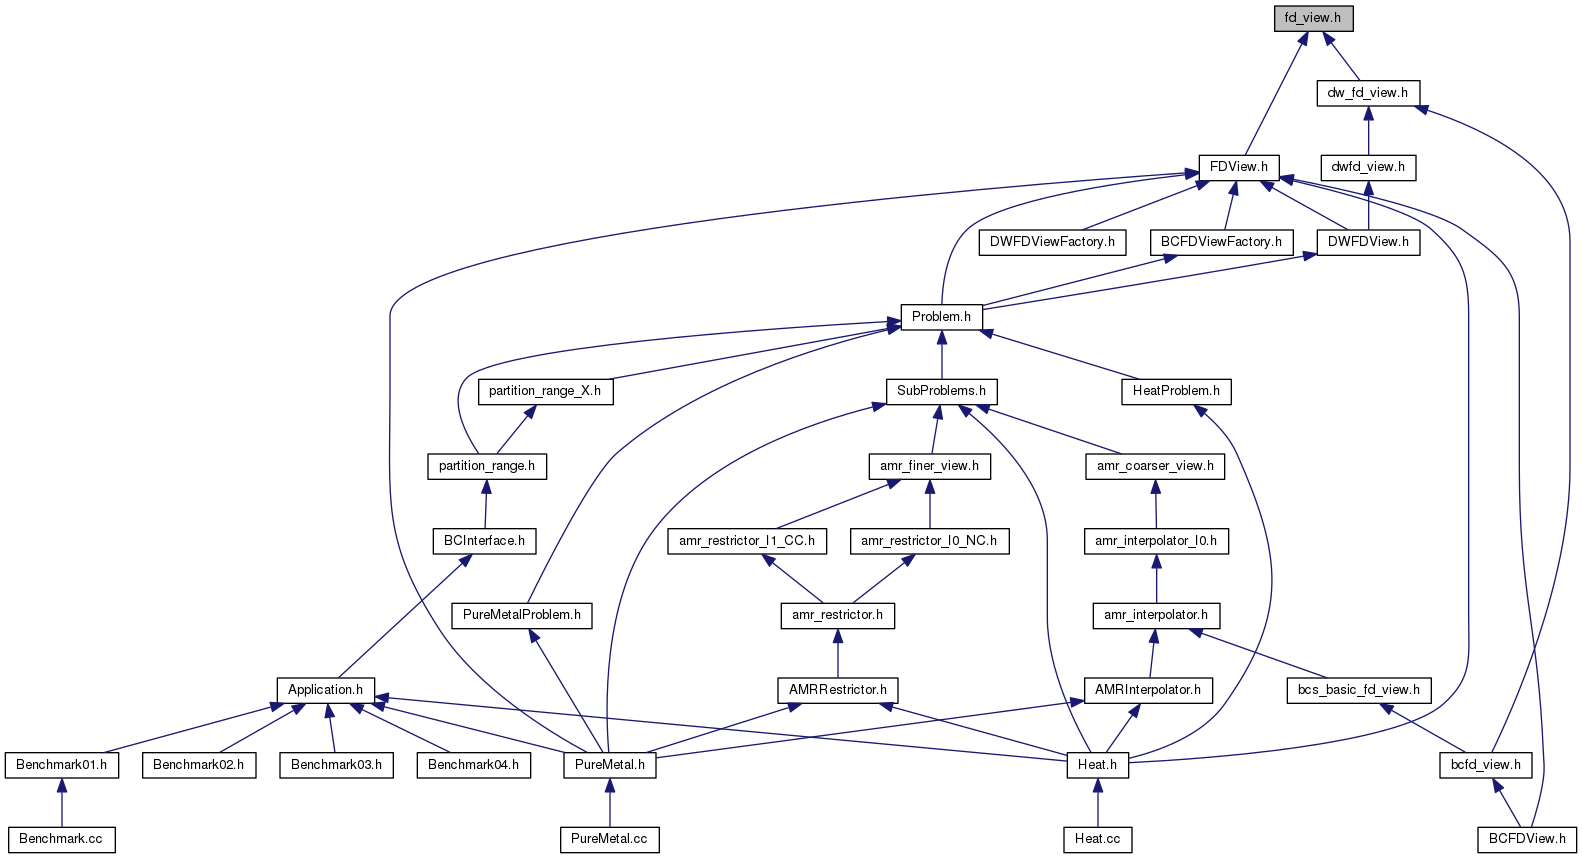 fd_view.h
dw_fd_view.h
FDView.h
dwfd_view.h
DWFDViewFactory.h
BCFDViewFactory.h
DWFDView.h
Problem.h
partition_range_X.h
SubProblems.h
HeatProblem.h
partition_range.h
amr_finer_view.h
amr_coarser_view.h
BCInterface.h
amr_restrictor_l1_CC.h
amr_restrictor_l0_NC.h
amr_interpolator_l0.h
PureMetalProblem.h
amr_restrictor.h
amr_interpolator.h
Application.h
AMRRestrictor.h
AMRInterpolator.h
bcs_basic_fd_view.h
Benchmark01.h
Benchmark02.h
Benchmark03.h
Benchmark04.h
PureMetal.h
Heat.h
bcfd_view.h
Benchmark.cc
PureMetal.cc
Heat.cc
BCFDView.h